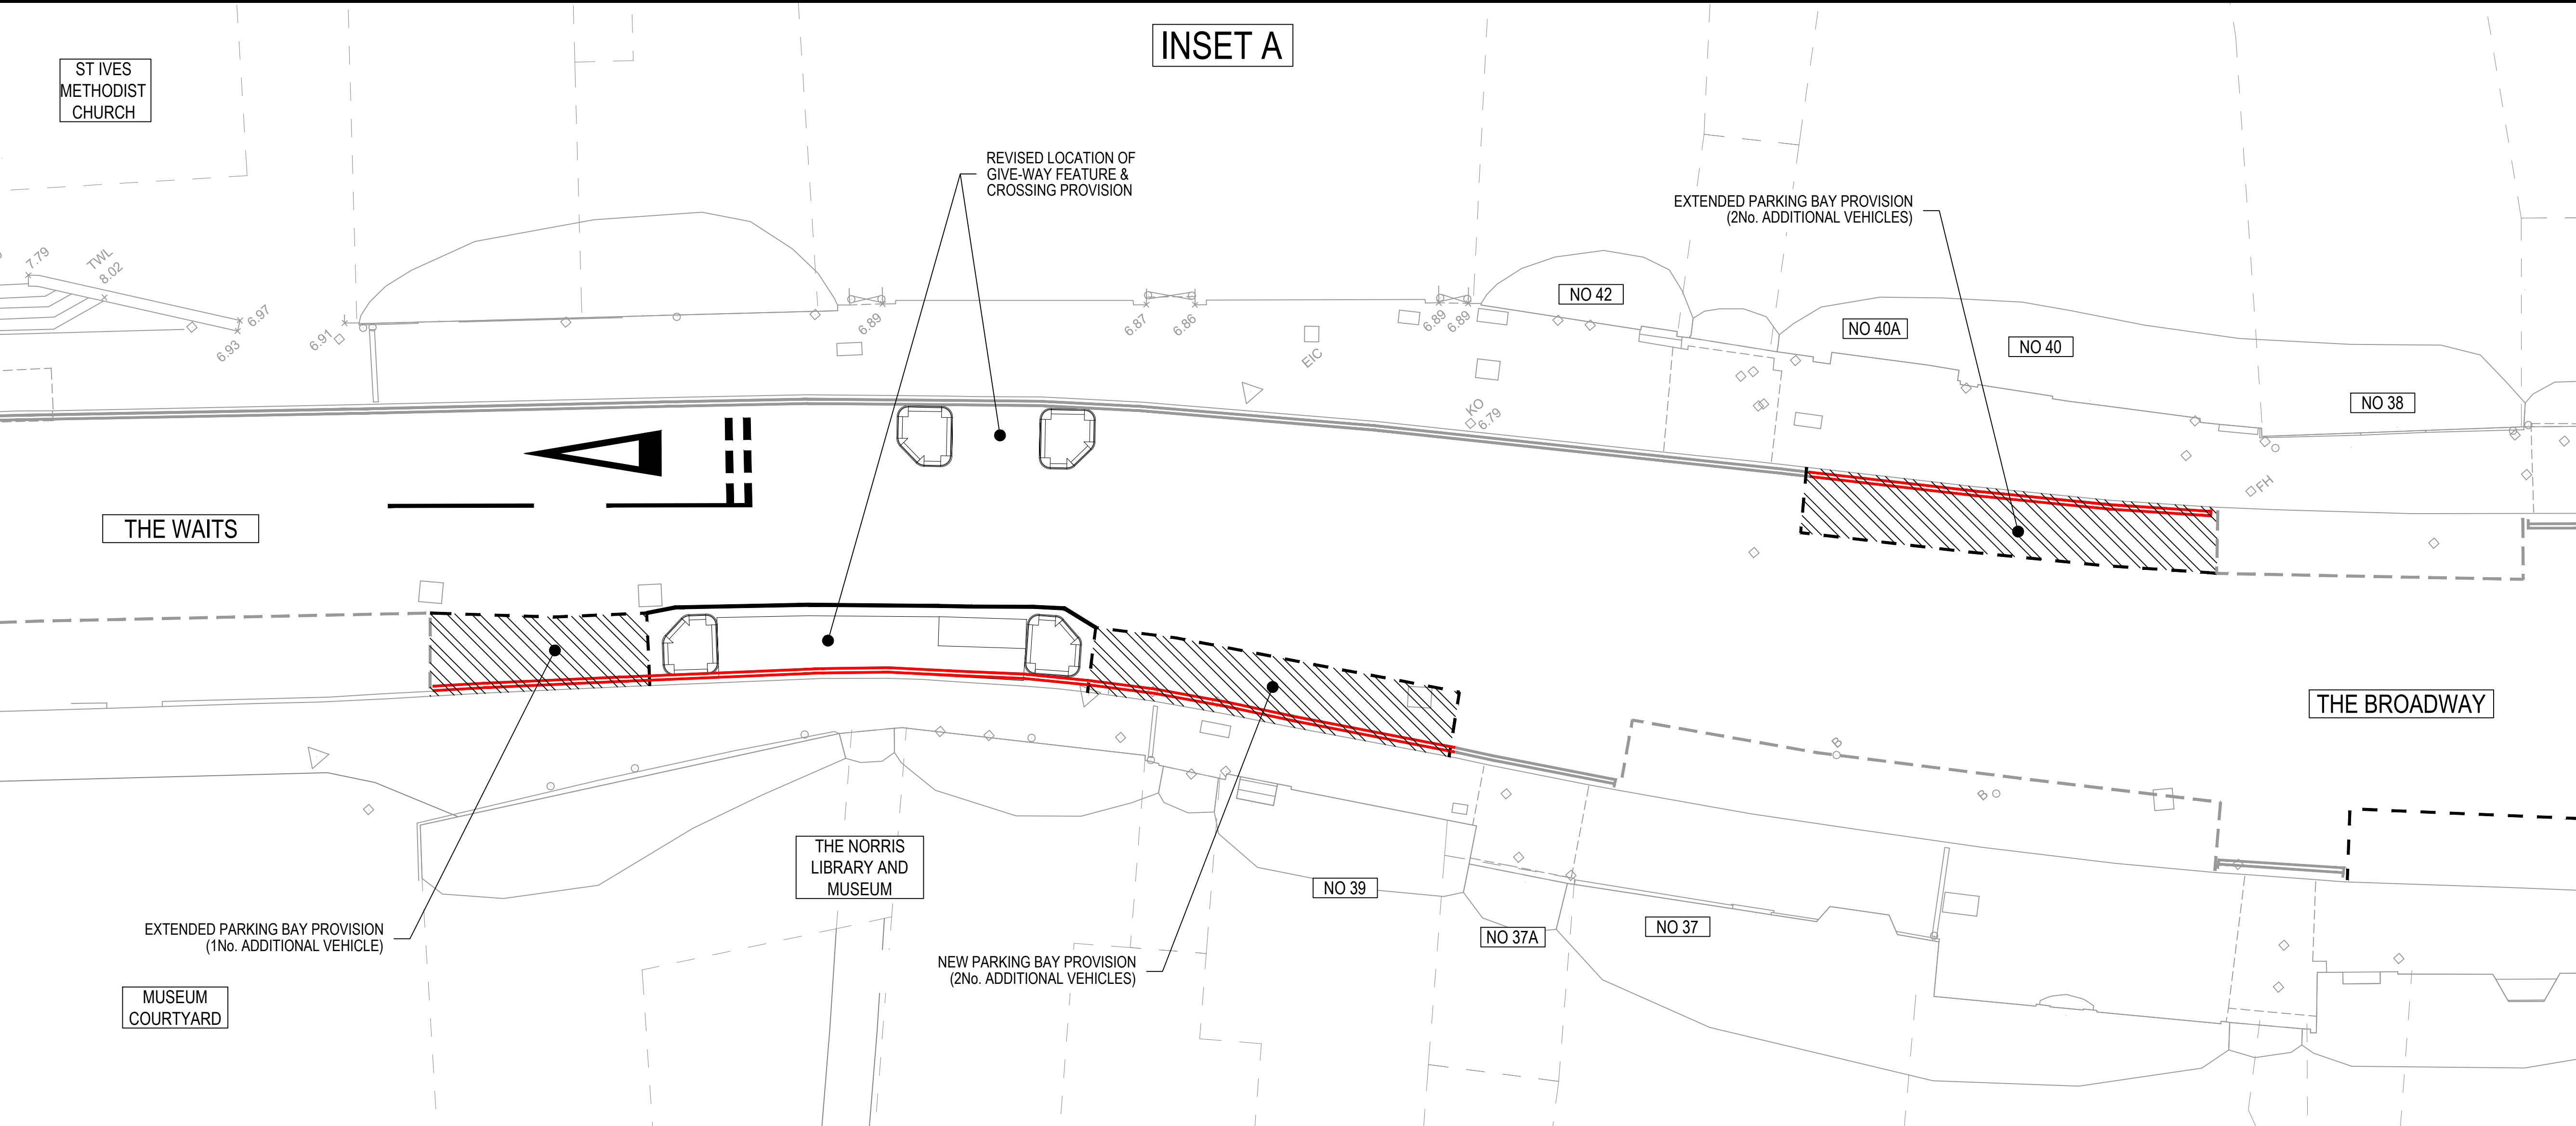 INSET A
ST IVES
METHODIST
CHURCH
REVISED LOCATION OF
GIVE-WAY FEATURE &
CROSSING PROVISION
EXTENDED PARKING BAY PROVISION
(2No. ADDITIONAL VEHICLES)
7.79
TWL
8.02
6.97
6.93
6.91
6.89
6.87
6.86
EIC
6.89
6.89
NO 42
NO 40A
NO 40
NO 38
KO
6.79
FH
THE WAITS
THE BROADWAY
B
B
THE NORRIS
LIBRARY AND
MUSEUM
NO 39
NO 37A
NO 37
EXTENDED PARKING BAY PROVISION
(1No. ADDITIONAL VEHICLE)
NEW PARKING BAY PROVISION
(2No. ADDITIONAL VEHICLES)
MUSEUM
COURTYARD